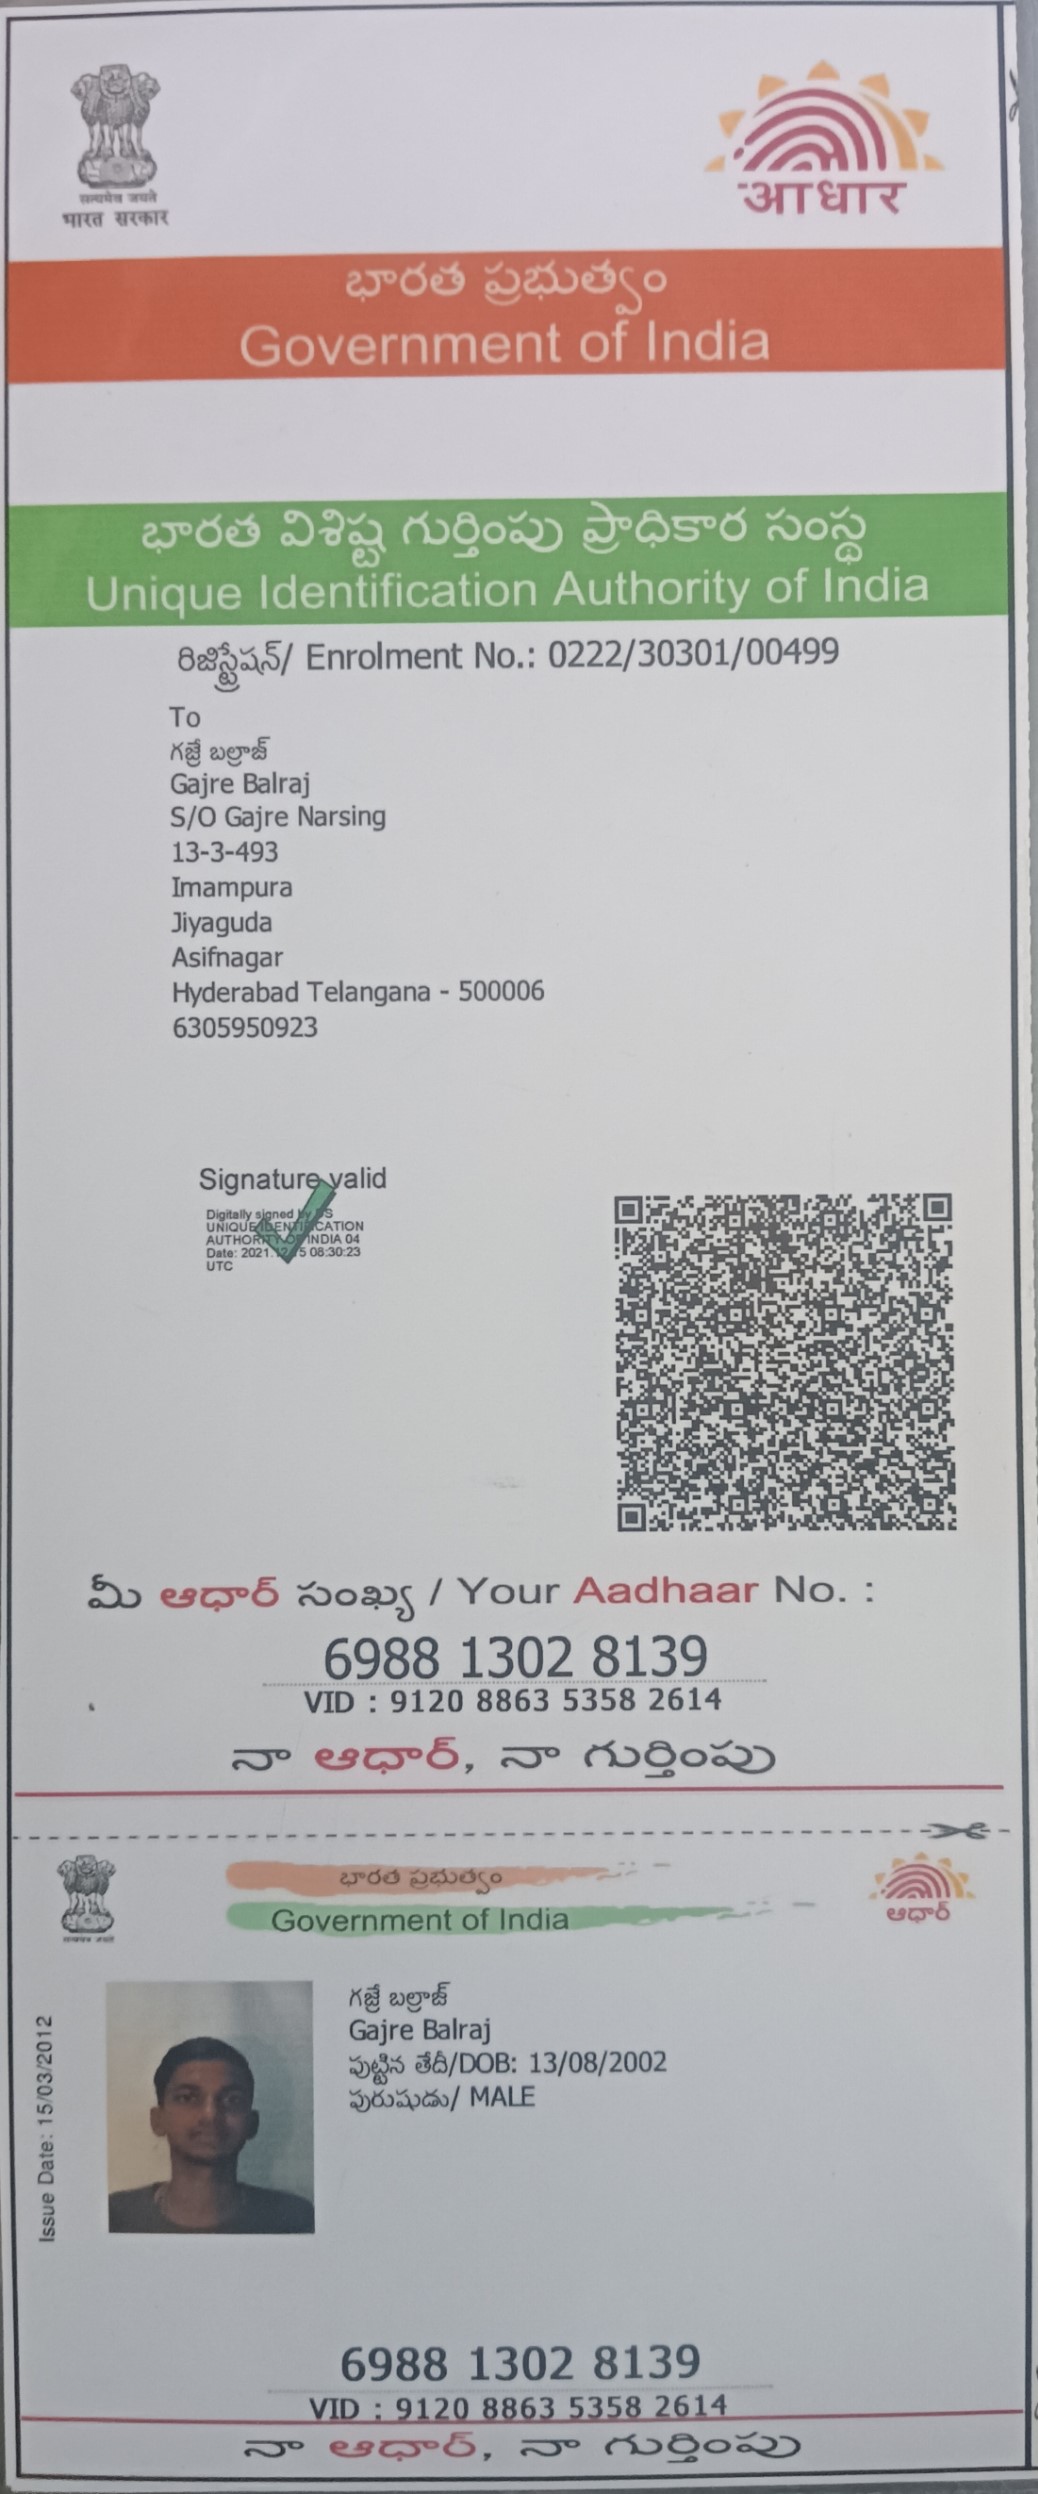 सत्यमेव जयते
भारत सरकार
आधार
భారత ప్రభుత్వం
Government of India
భారత విశిష్ట గుర్తింపు ప్రాధికార సంస్థ
Unique Identification Authority of India
రిజిస్ట్రేషన్/ Enrolment No.: 0222/30301/00499
To
గజ్రే బల్రాజ్
Gajre Balraj
S/O Gajre Narsing
13-3-493
Imampura
Jiyaguda
Asifnagar
Hyderabad Telangana - 500006
6305950923
Signature valid
Digitally signed by DS
UNIQUE IDENTIFICATION
AUTHORITY OF INDIA 04
Date: 2021. 08:30:23
UTC
మీ ఆధార్ సంఖ్య / Your Aadhaar No. :
6988 1302 8139
VID : 9120 8863 5358 2614
నా ఆధార్, నా గుర్తింపు
భారత ప్రభుత్వం
Government of India
सत्यमेव जयते
ఆధార్
Issue Date: 15/03/2012
గజ్రే బల్రాజ్
Gajre Balraj
పుట్టిన తేదీ/DOB: 13/08/2002
పురుషుడు/ MALE
6988 1302 8139
VID : 9120 8863 5358 2614
నా ఆధార్, నా గుర్తింపు